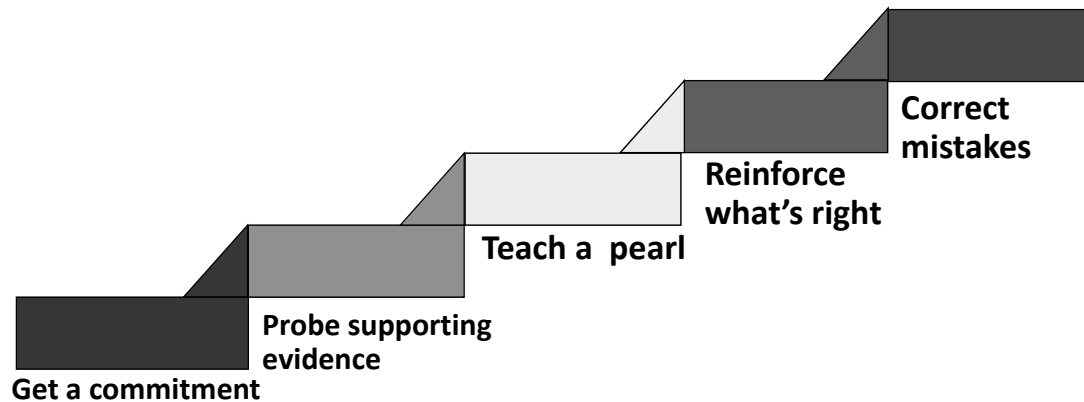 Get a commitment
Probe supporting
evidence
Teach a  pearl
Reinforce
what’s right
Correct
mistakes